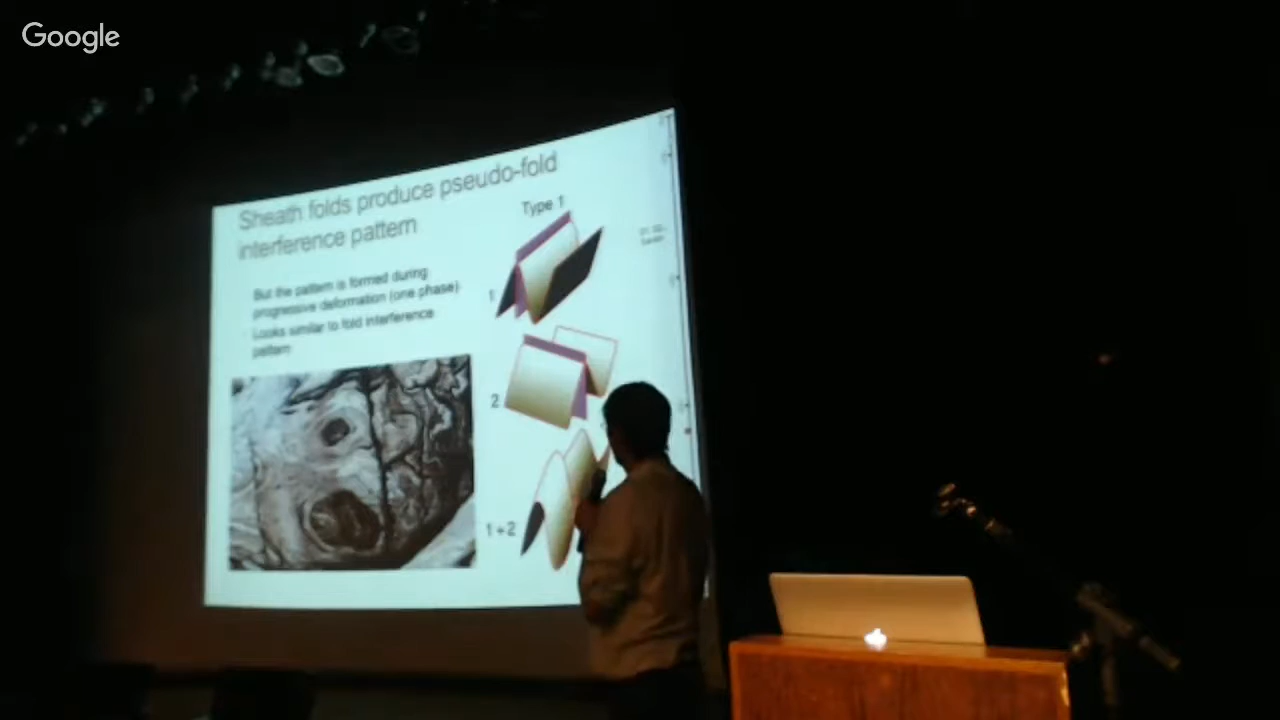 Google
Sheath folds produce pseudo-fold
interference pattern
But the pattern is formed during
progressive deformation (one phase)
Looks similar to fold interference
pattern
Type 1
1
2
1+2